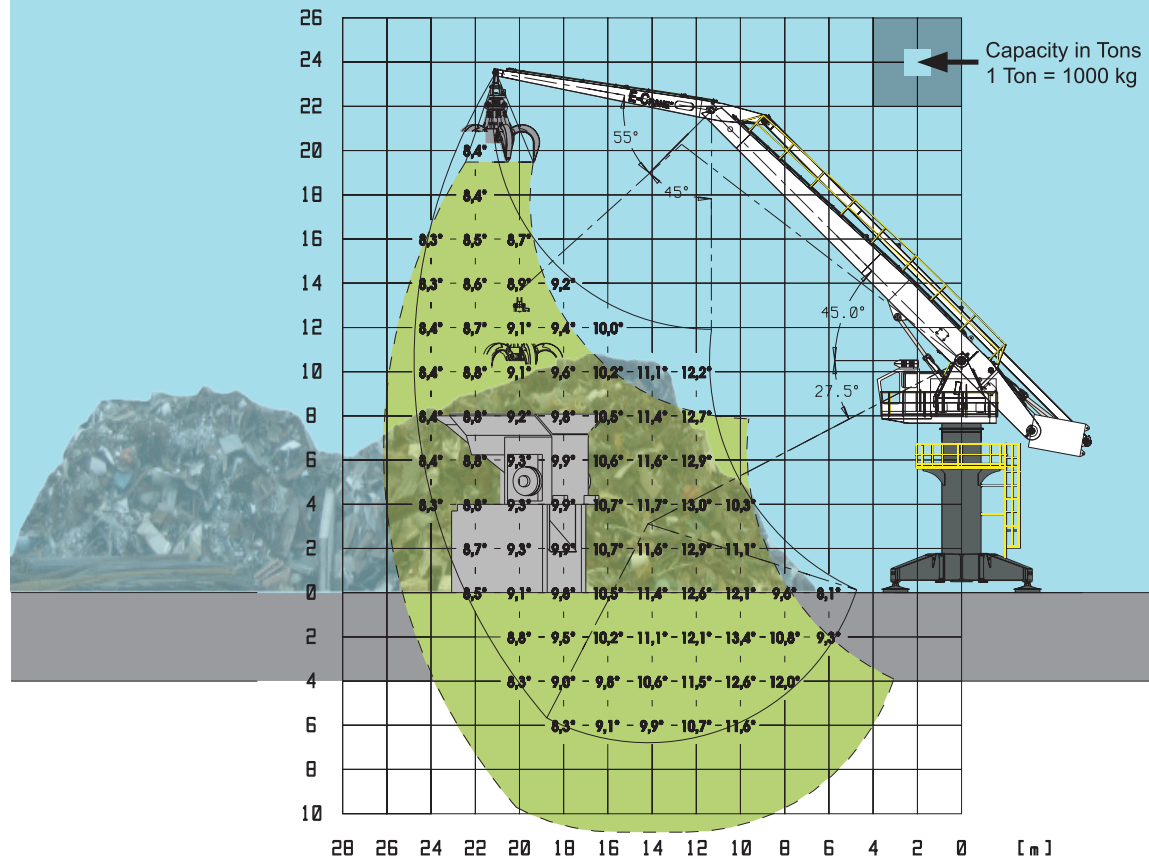 26
Capacity in Tons
24
1 Ton = 1000 kg
22
55°
20 8,4°
45°
18 8,4°
16 8,3° 8,5° 8,7°
14 8,3° 8,6° 8,9° 9,2°
45.0°
12 8,4° 8,7° 9,1° 9,4° 10,0°
10 8,4° 8,8° 9,1° 9,6° 10,2° 11,1° 12,2°
27.5°
8 8,4° 8,8° 9,2° 9,8° 10,5° 11,4° 12,7°
6 8,4° 8,8° 9,3° 9,9° 10,6° 11,6° 12,9°
4 8,3° 8,8° 9,3° 9,9° 10,7° 11,7° 13,0° 10,3°
2 8,7° 9,3° 9,9° 10,7° 11,6° 12,9° 11,1°
0 8,5° 9,1° 9,8° 10,5° 11,4° 12,6° 12,1° 9,6° 8,1°
2 8,8° 9,5° 10,2° 11,1° 12,1° 13,4° 10,8° 9,3°
4 8,3° 9,0° 9,8° 10,6° 11,5° 12,6° 12,0°
6 8,3° 9,1° 9,9° 10,7° 11,6°
8
10
28 26 24 22 20 18 16 14 12 10 8 6 4 2 0 [m]